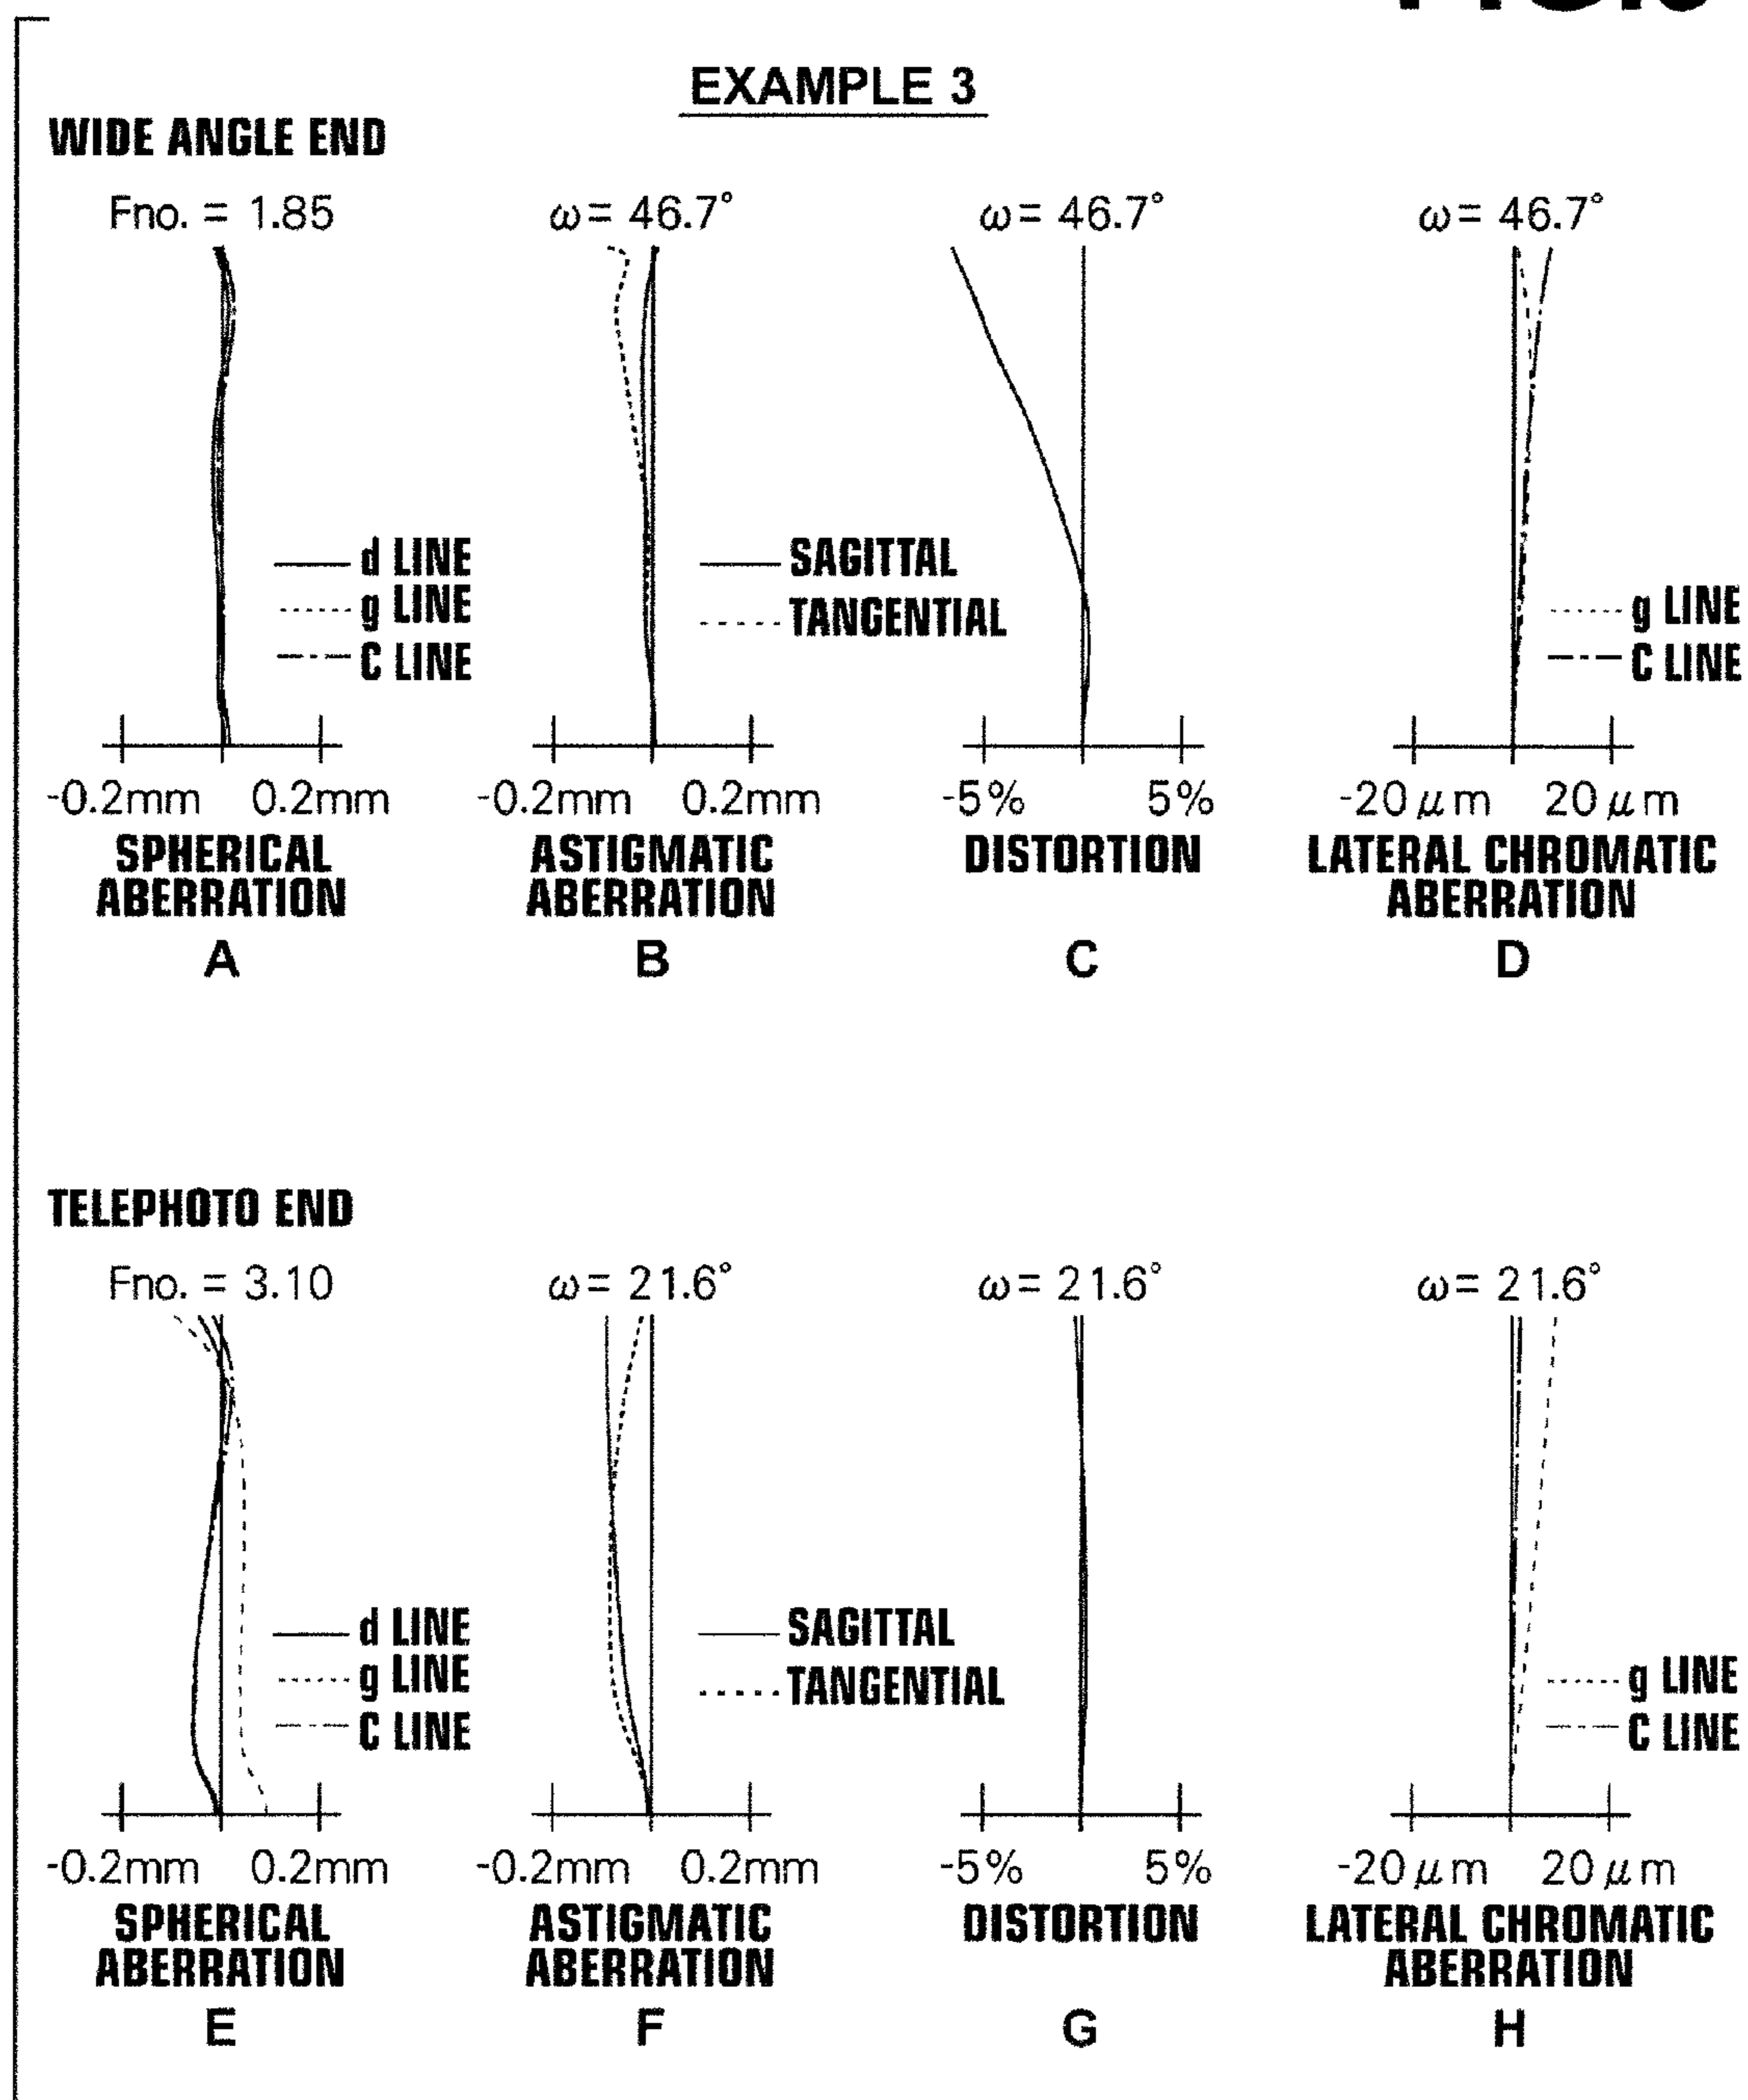 EXAMPLE 3
WIDE ANGLE END
Fno. = 1.85
ω= 46.7°
ω= 46.7°
ω= 46.7°
d LINE
g LINE
C LINE
SAGITTAL
TANGENTIAL
g LINE
C LINE
-0.2mm 0.2mm
-0.2mm 0.2mm
-5% 5%
-20μm 20μm
SPHERICAL
ABERRATION
ASTIGMATIC
ABERRATION
DISTORTION
LATERAL CHROMATIC
ABERRATION
A
B
C
D
TELEPHOTO END
Fno. = 3.10
ω= 21.6°
ω= 21.6°
ω= 21.6°
d LINE
g LINE
C LINE
SAGITTAL
TANGENTIAL
g LINE
C LINE
-0.2mm 0.2mm
-0.2mm 0.2mm
-5% 5%
-20μm 20μm
SPHERICAL
ABERRATION
ASTIGMATIC
ABERRATION
DISTORTION
LATERAL CHROMATIC
ABERRATION
E
F
G
H